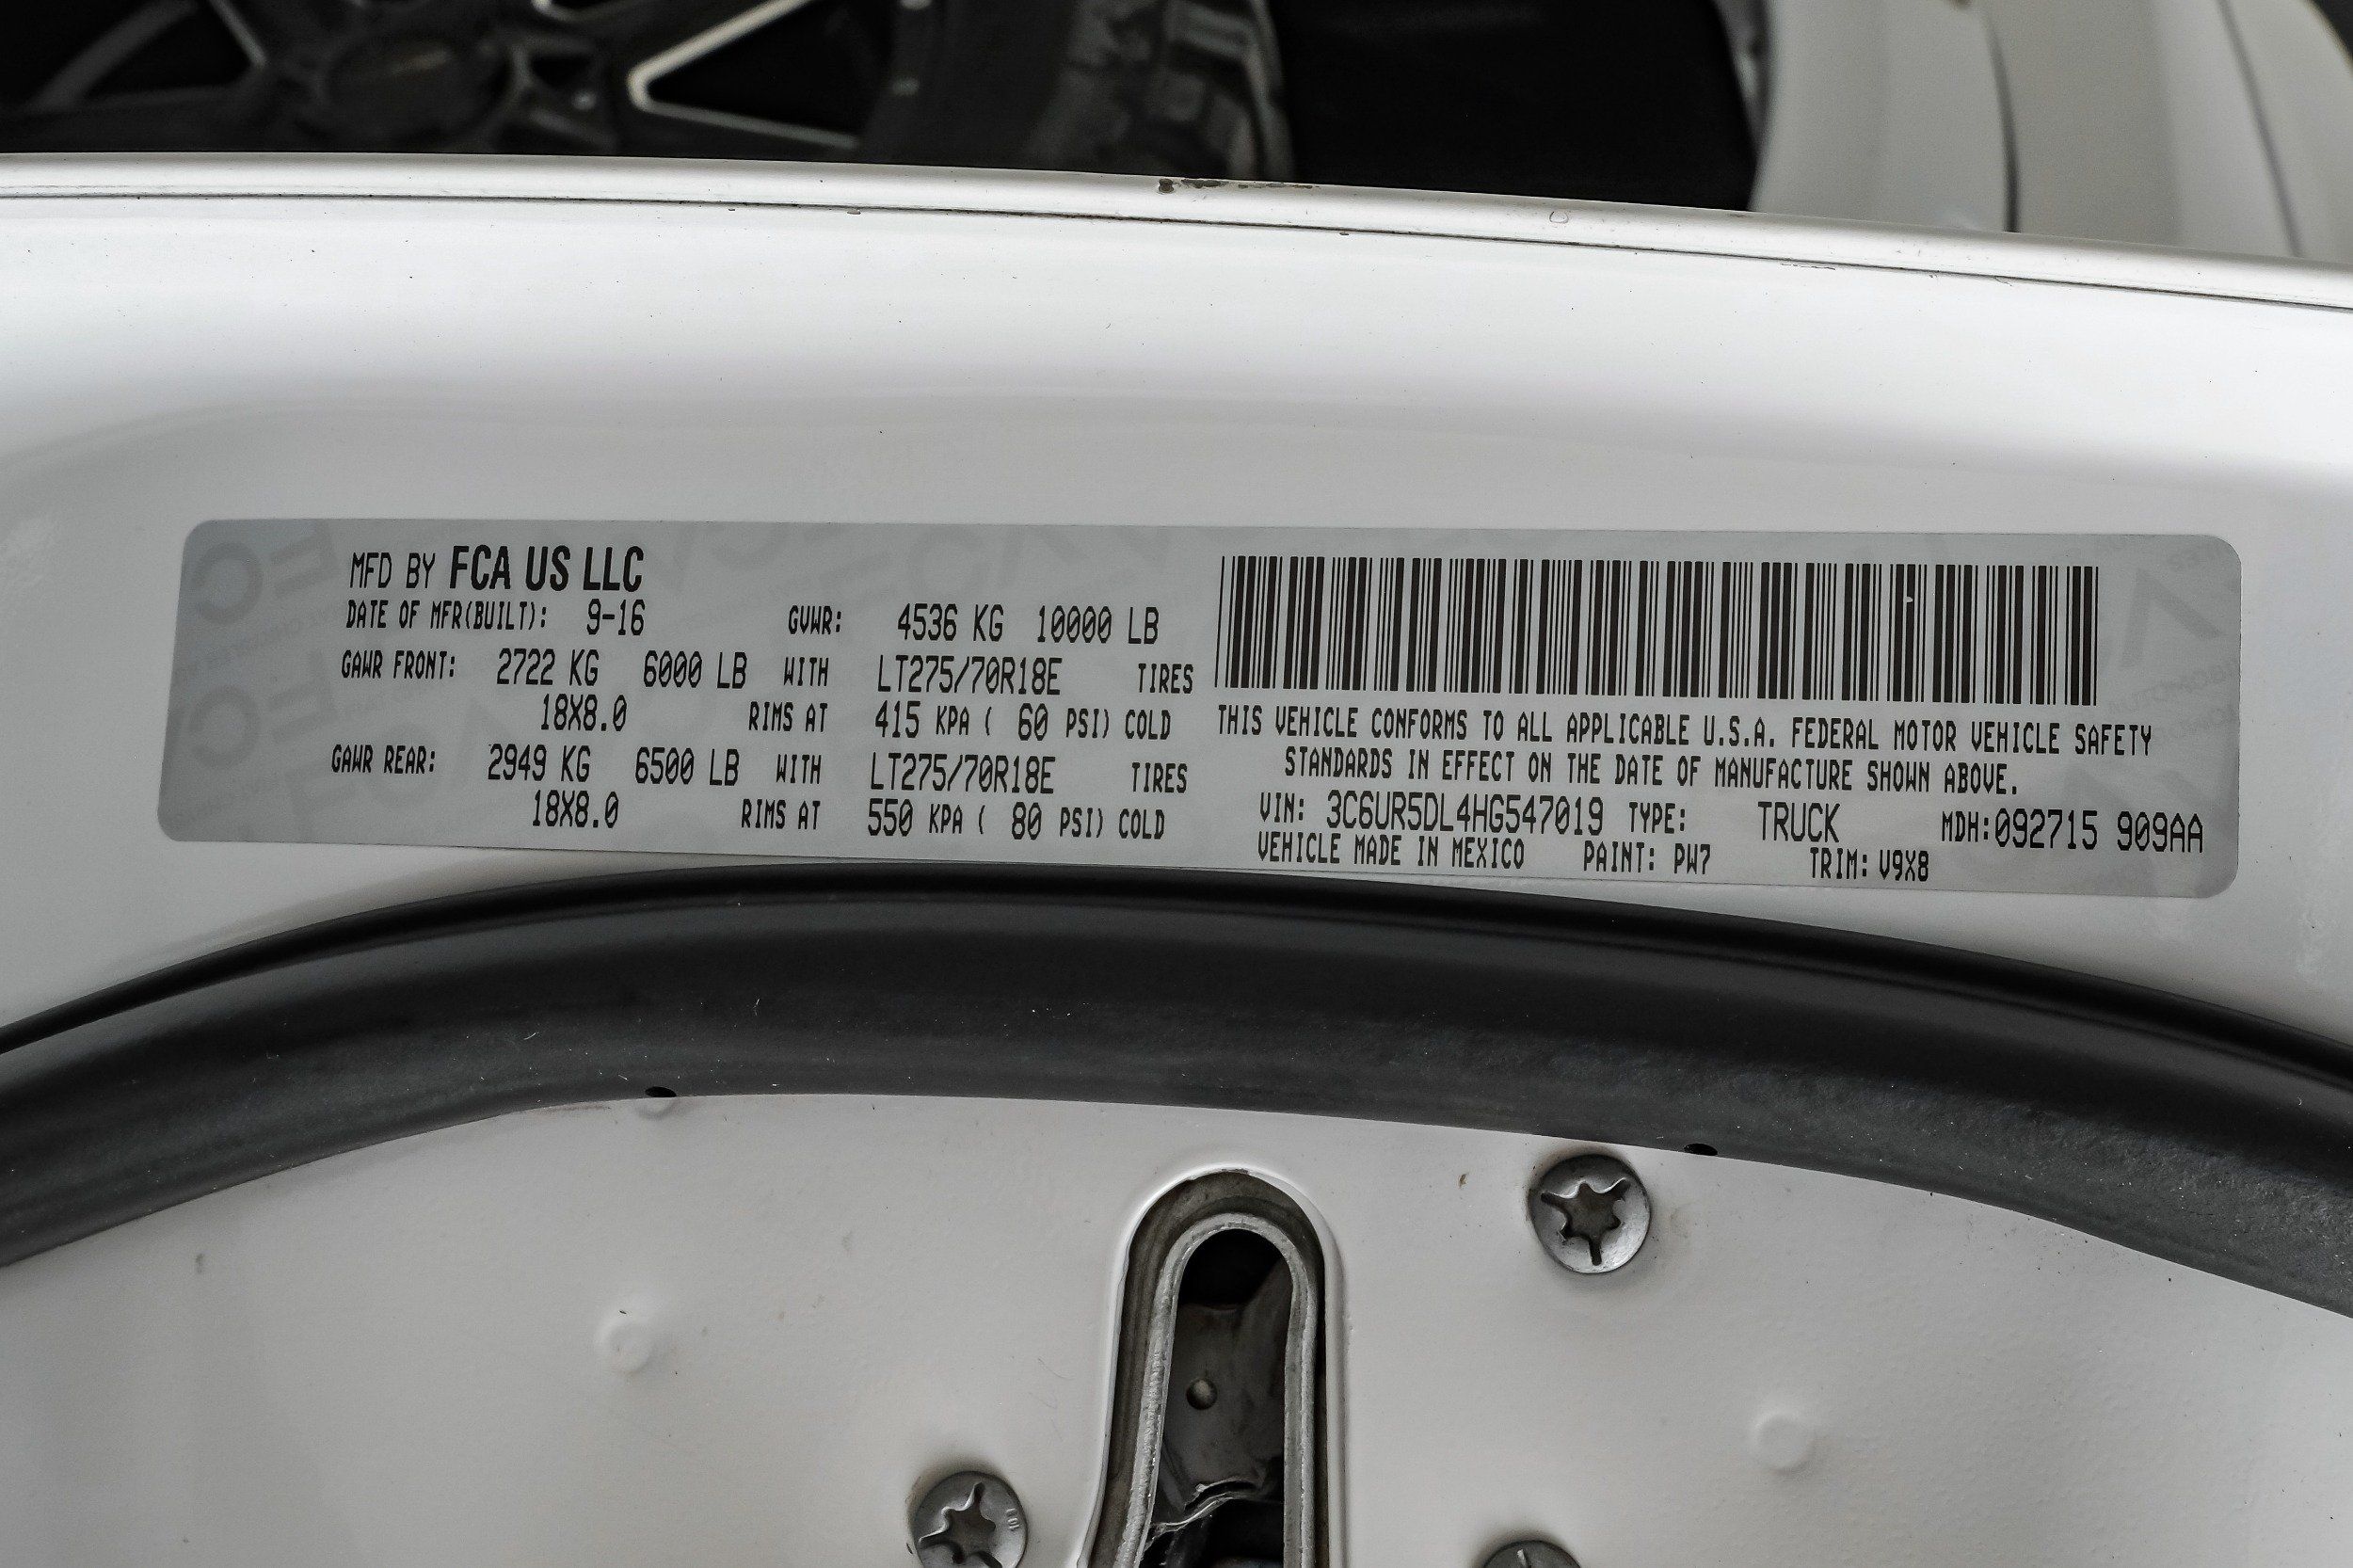 MFD BY FCA US LLC
DATE OF MFR(BUILT): 9-16 GVWR: 4536 KG 10000 LB
GAWR FRONT: 2722 KG 6000 LB WITH LT275/70R18E TIRES
18X8.0 RIMS AT 415 KPA ( 60 PSI) COLD
GAWR REAR: 2949 KG 6500 LB WITH LT275/70R18E TIRES
18X8.0 RIMS AT 550 KPA ( 80 PSI) COLD
THIS VEHICLE CONFORMS TO ALL APPLICABLE U.S.A. FEDERAL MOTOR VEHICLE SAFETY
STANDARDS IN EFFECT ON THE DATE OF MANUFACTURE SHOWN ABOVE.
VIN: 3C6UR5DL4HG547019 TYPE: TRUCK MDH:092715 909AA
VEHICLE MADE IN MEXICO PAINT: PW7 TRIM: V9X8